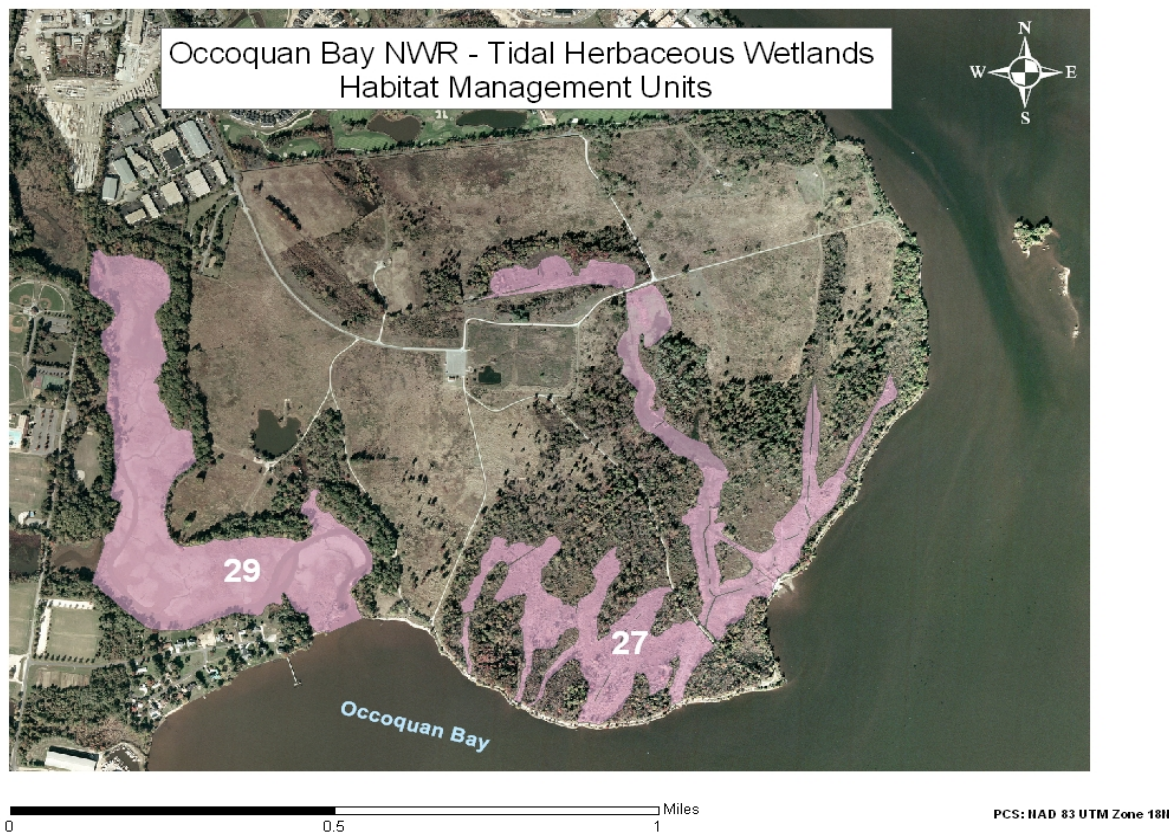 Occoquan Bay NWR - Tidal Herbaceous Wetlands
Habitat Management Units
N
W E
S
29
27
Occoquan Bay
Miles
0 0.5 1
PCS: NAD 83 UTM Zone 18N